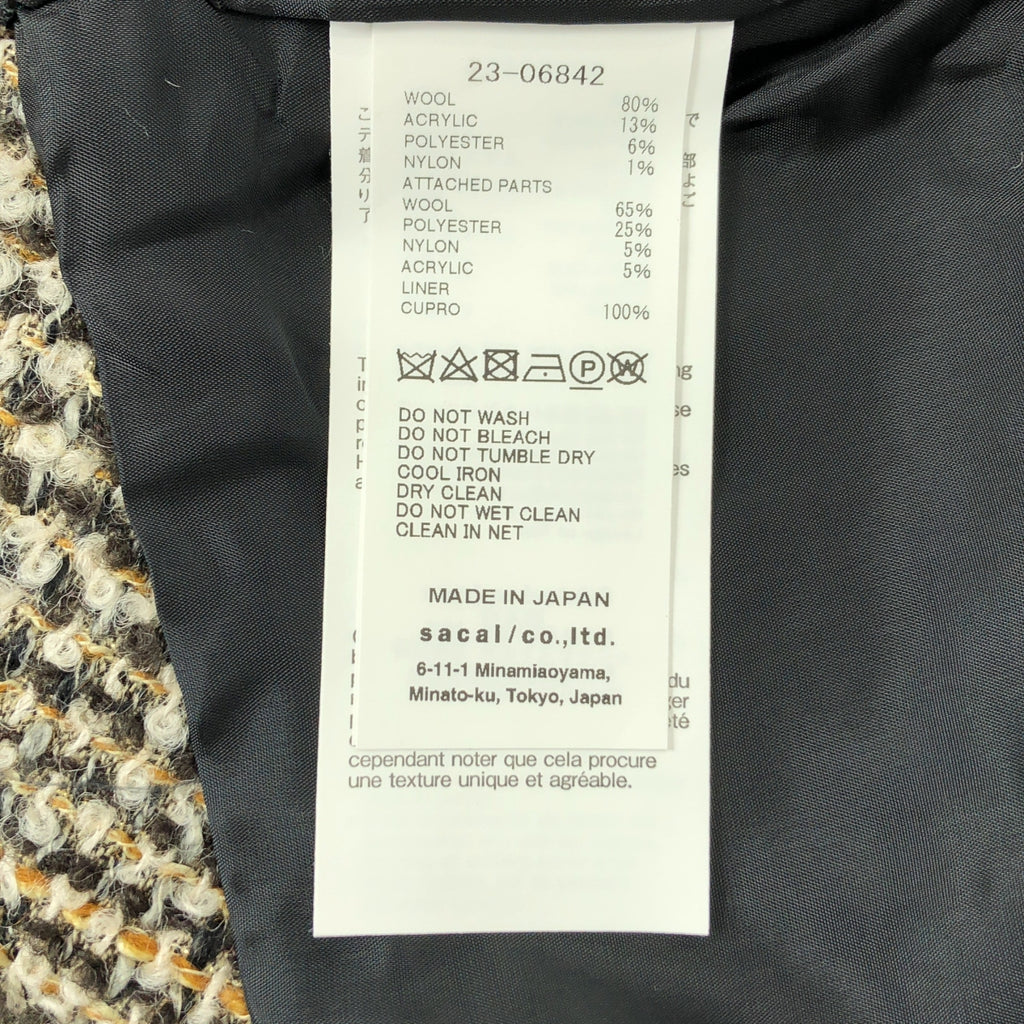 23-06842
WOOL 80%
ACRYLIC 13%
POLYESTER 6%
NYLON 1%
ATTACHED PARTS
WOOL 65%
POLYESTER 25%
NYLON 5%
ACRYLIC 5%
LINER
CUPRO 100%
P W
DO NOT WASH
DO NOT BLEACH
DO NOT TUMBLE DRY
COOL IRON
DRY CLEAN
DO NOT WET CLEAN
CLEAN IN NET
MADE IN JAPAN
sacai/co.,ltd.
6-11-1 Minamiaoyama,
Minato-ku, Tokyo, Japan
cependant noter que cela procure
une texture unique et agréable.